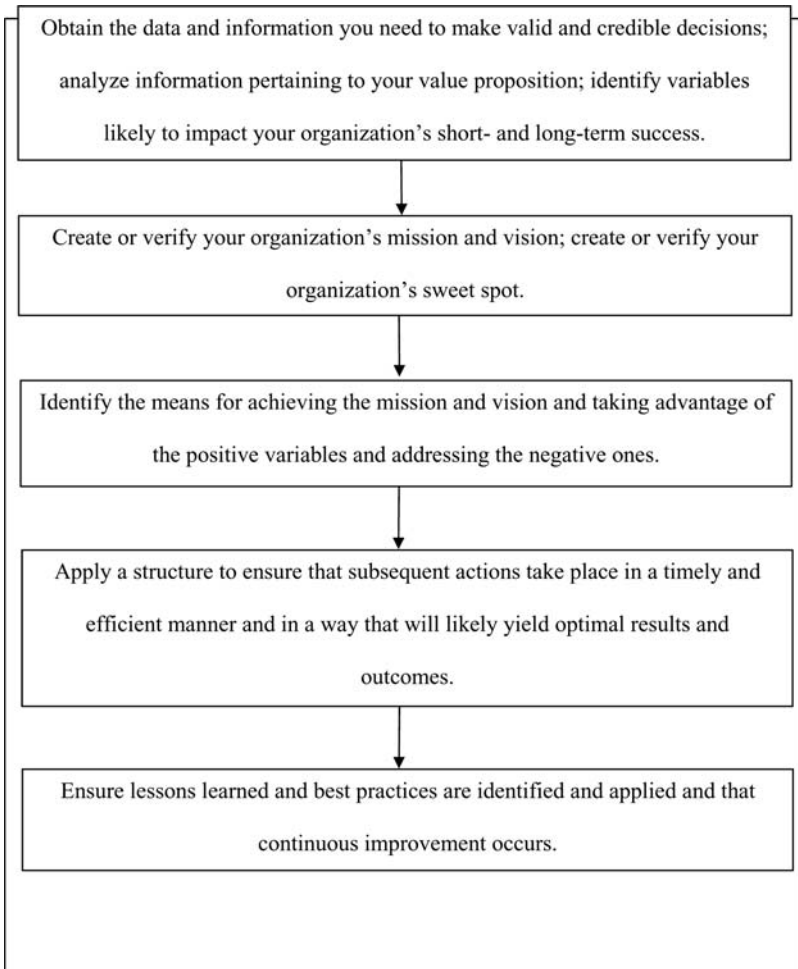 Obtain the data and information you need to make valid and credible decisions;
analyze information pertaining to your value proposition; identify variables
likely to impact your organization’s short- and long-term success.
Create or verify your organization’s mission and vision; create or verify your
organization’s sweet spot.
Identify the means for achieving the mission and vision and taking advantage of
the positive variables and addressing the negative ones.
Apply a structure to ensure that subsequent actions take place in a timely and
efficient manner and in a way that will likely yield optimal results and
outcomes.
Ensure lessons learned and best practices are identified and applied and that
continuous improvement occurs.